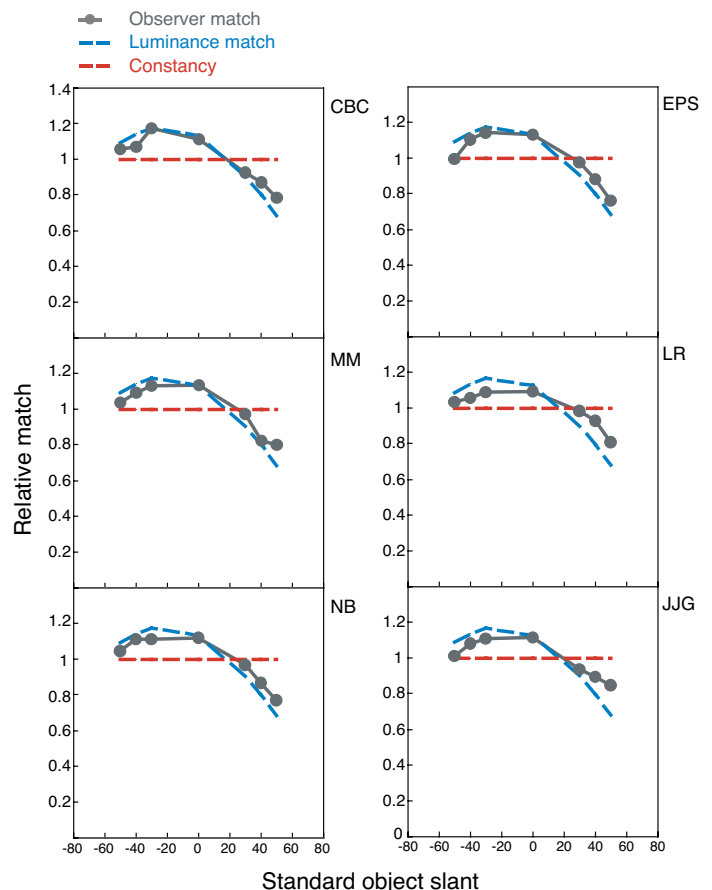 Observer match
Luminance match
Constancy
1.4
1.2
1
0.8
0.6
0.4
0.2
CBC
1.2
1
0.8
0.6
0.4
0.2
EPS
1.2
1
0.8
0.6
0.4
0.2
MM
1.2
1
0.8
0.6
0.4
0.2
LR
1.2
1
0.8
0.6
0.4
0.2
NB
1.2
1
0.8
0.6
0.4
0.2
0
JJG
-80 -60 -40 -20 0 20 40 60 80
-80 -60 -40 -20 0 20 40 60 80
Relative match
Standard object slant